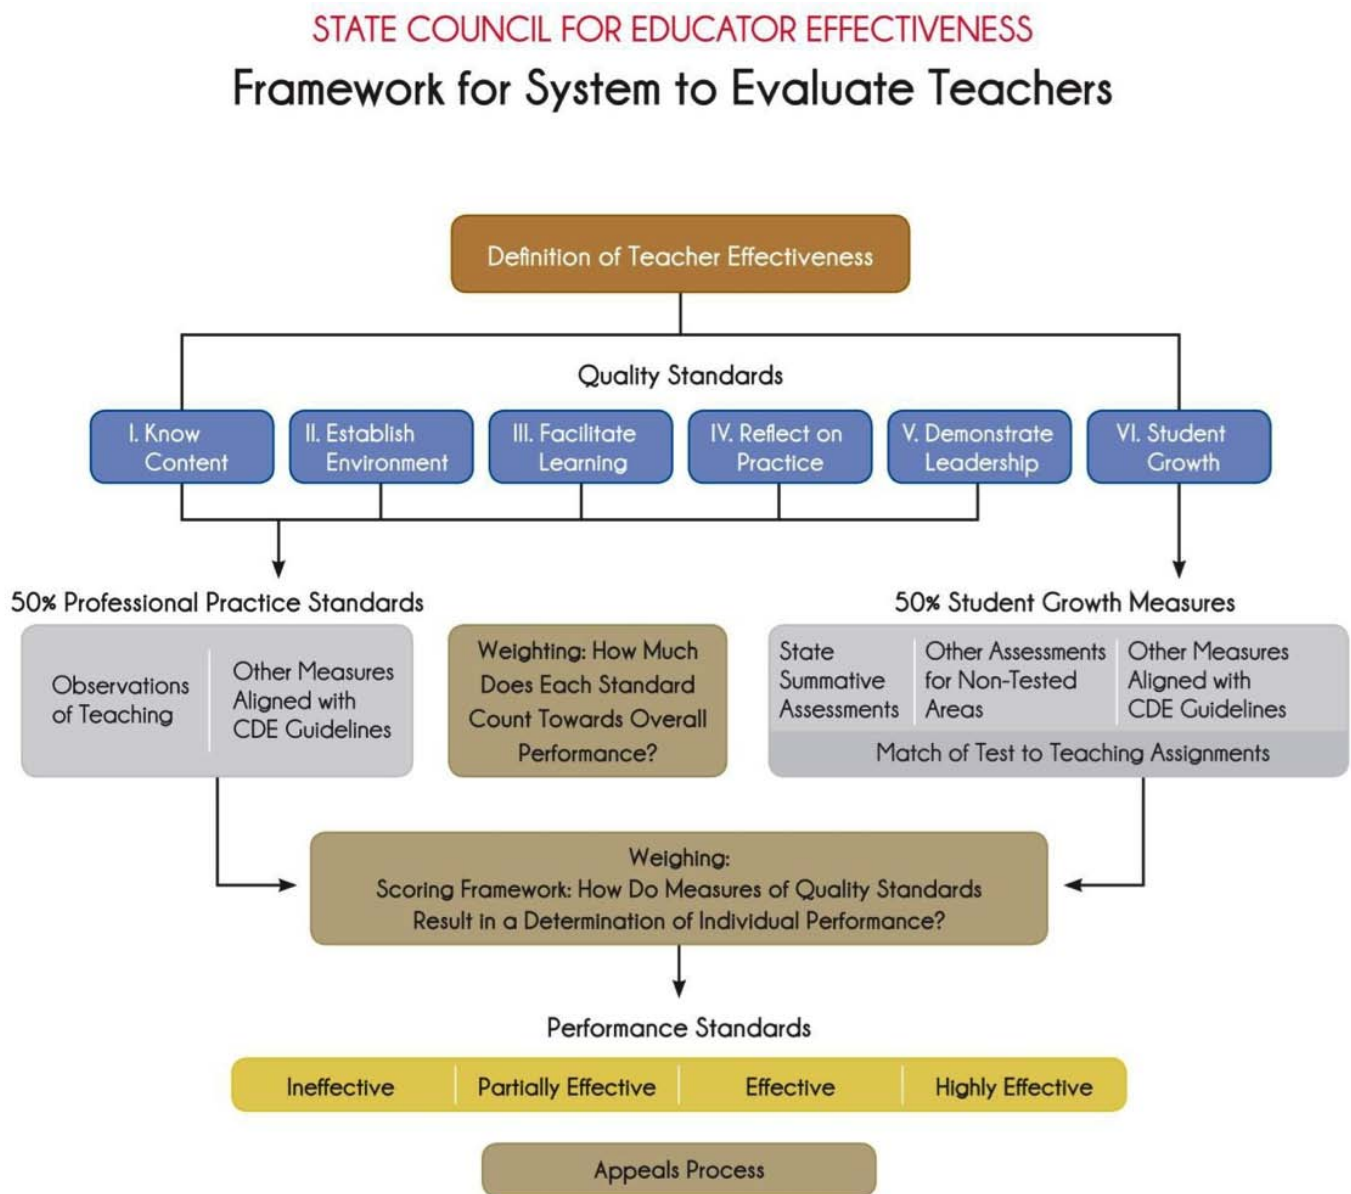 STATE COUNCIL FOR EDUCATOR EFFECTIVENESS
Framework for System to Evaluate Teachers
Definition of Teacher Effectiveness
Quality Standards
I. Know
Content
II. Establish
Environment
III. Facilitate
Learning
IV. Reflect on
Practice
V. Demonstrate
Leadership
VI. Student
Growth
50% Professional Practice Standards
Observations
of Teaching
Other Measures
Aligned with
CDE Guidelines
Weighting: How Much
Does Each Standard
Count Towards Overall
Performance?
50% Student Growth Measures
State
Summative
Assessments
Other Assessments
for Non-Tested
Areas
Other Measures
Aligned with
CDE Guidelines
Match of Test to Teaching Assignments
Weighing:
Scoring Framework: How Do Measures of Quality Standards
Result in a Determination of Individual Performance?
Performance Standards
Ineffective
Partially Effective
Effective
Highly Effective
Appeals Process